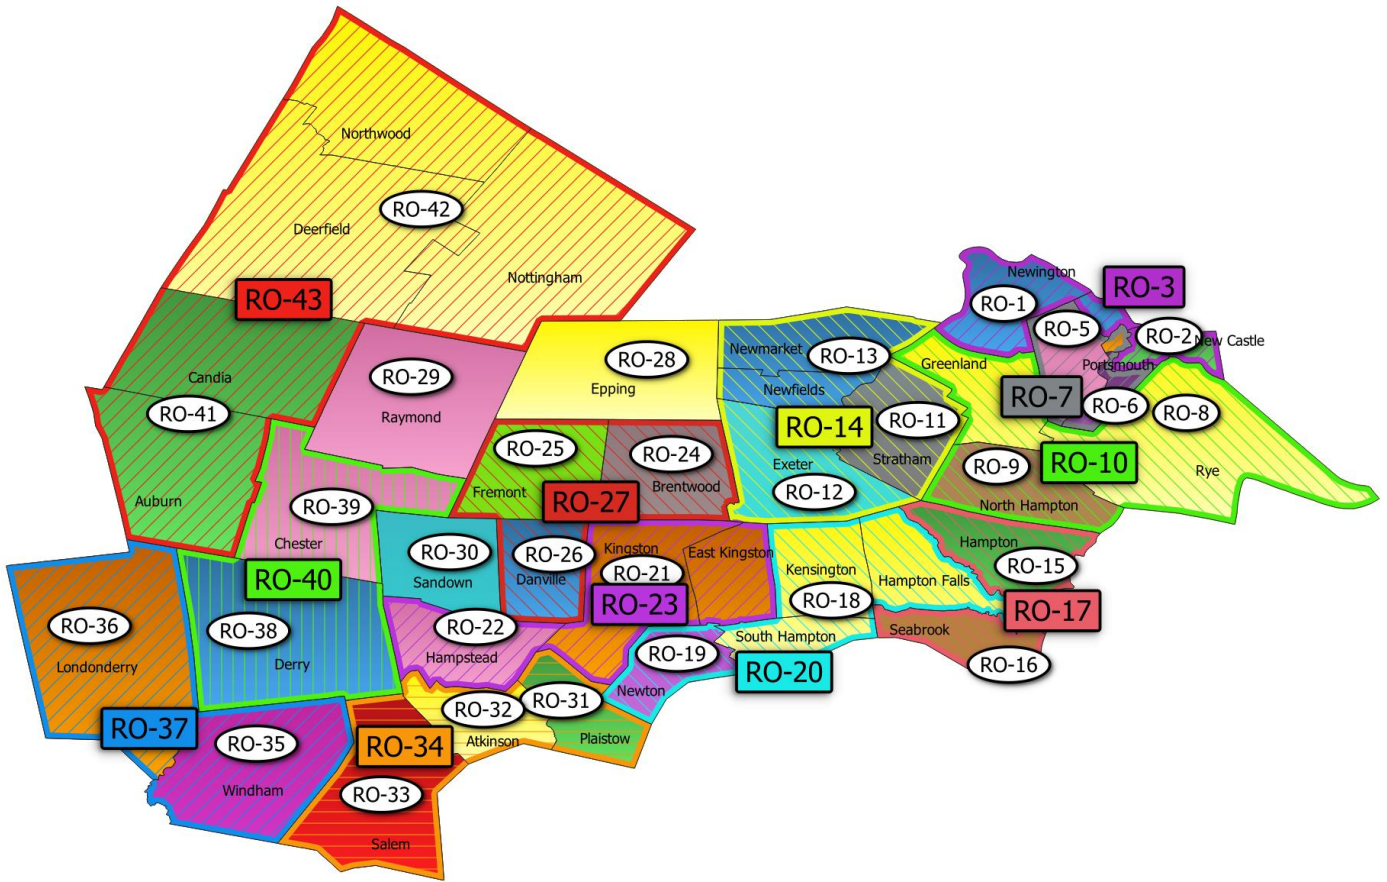 Northwood
RO-42
Deerfield
Nottingham
RO-43
Newington
RO-3
RO-1
RO-5
RO-2
New Castle
Newmarket
RO-13
RO-28
Epping
Greenland
Portsmouth
Candia
RO-29
Raymond
Newfields
RO-7
RO-6
RO-8
RO-41
RO-14
RO-11
RO-25
RO-24
Exeter
Stratham
RO-9
RO-10
Rye
Auburn
Fremont
RO-27
Brentwood
RO-12
North Hampton
RO-39
Chester
RO-30
Sandown
RO-26
Danville
Kingston
East Kingston
RO-21
Hampton
RO-15
Kensington
Hampton Falls
RO-40
RO-23
RO-18
RO-17
RO-36
RO-38
RO-22
South Hampton
Seabrook
Londonderry
Derry
Hampstead
RO-19
RO-20
RO-16
Newton
RO-37
RO-35
RO-34
RO-32
RO-31
Atkinson
Plaistow
Windham
RO-33
Salem